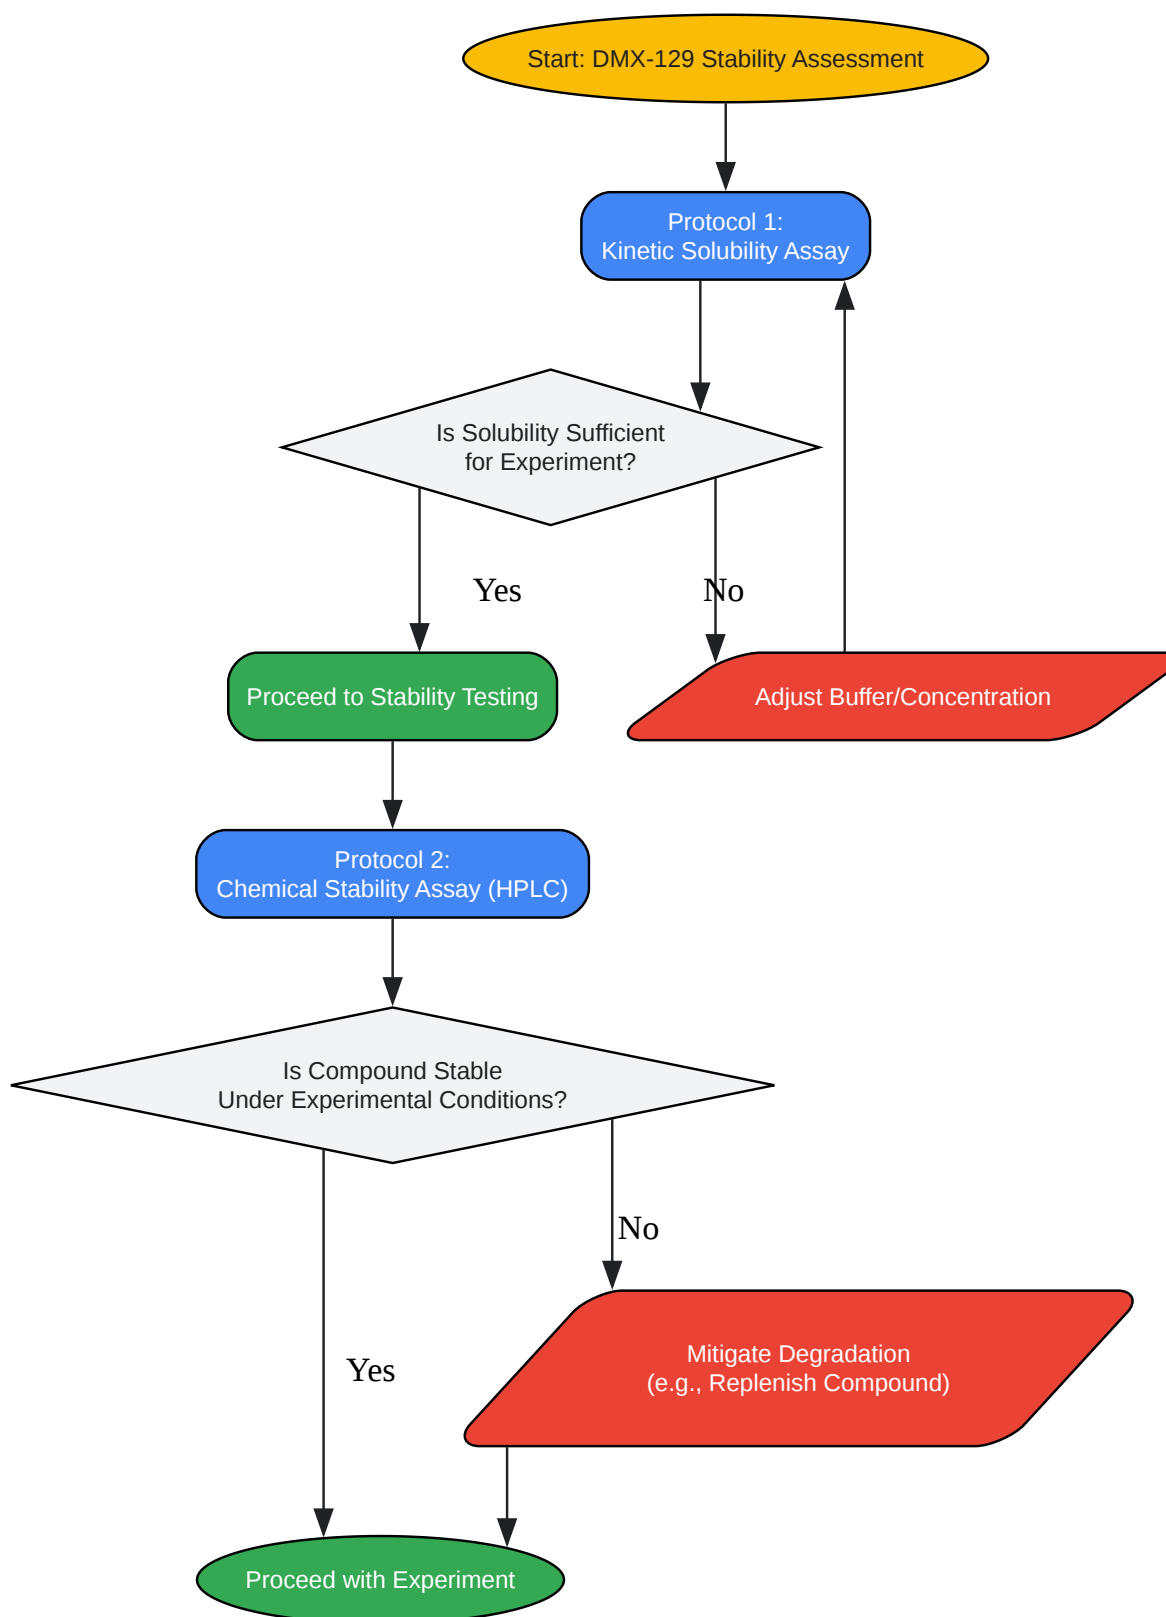 Start: DMX-129 Stability Assessment
Protocol 1:
Kinetic Solubility Assay
Is Solubility Sufficient
for Experiment?
Yes
No
Proceed to Stability Testing
Adjust Buffer/Concentration
Protocol 2:
Chemical Stability Assay (HPLC)
Is Compound Stable
Under Experimental Conditions?
No
Mitigate Degradation
(e.g., Replenish Compound)
Yes
Proceed with Experiment